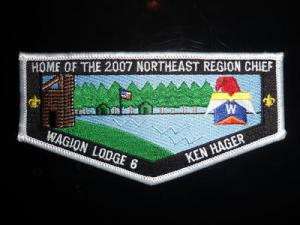 HOME OF THE 2007 NORTHEAST REGION CHIEF
W
WAGION LODGE 6
KEN HAGER